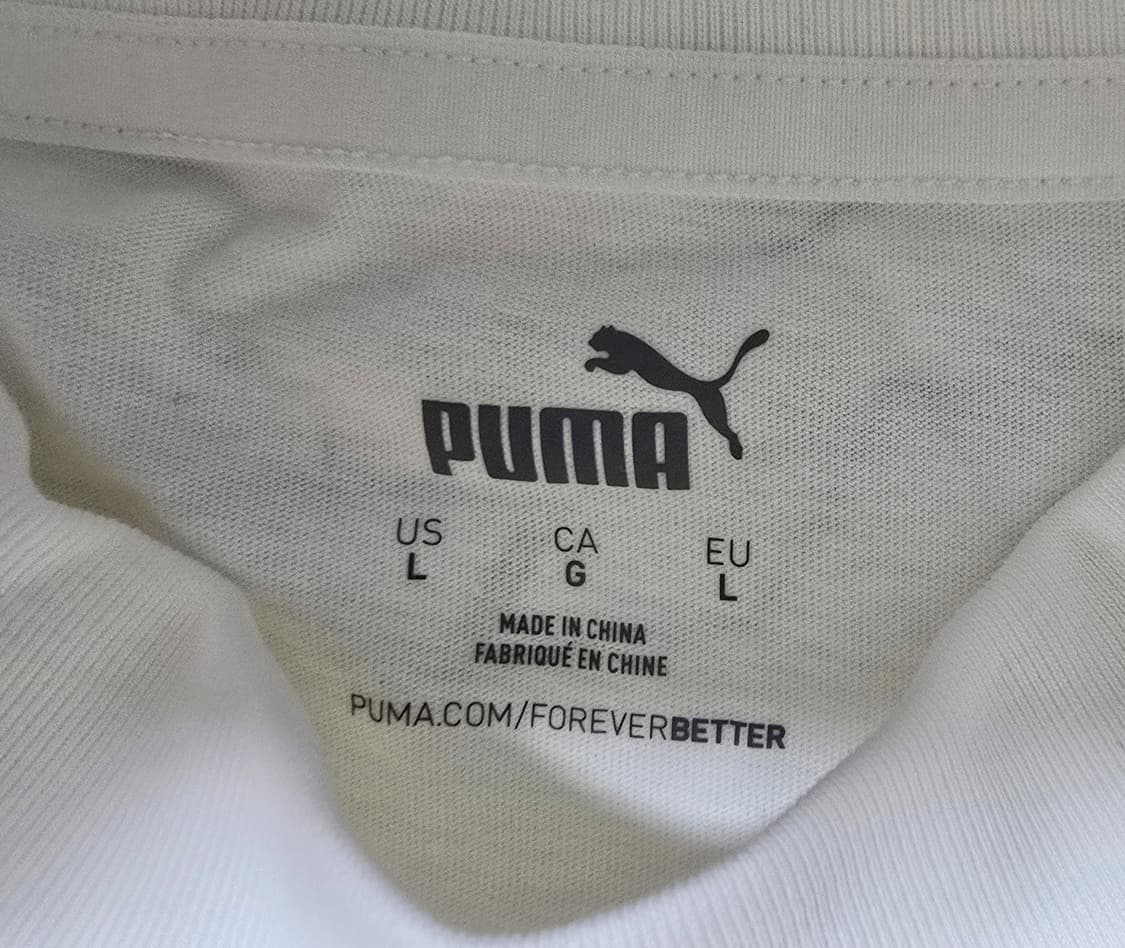 PUMA
US CA EU
L G L
MADE IN CHINA
FABRIQUÉ EN CHINE
PUMA.COM/FOREVERBETTER